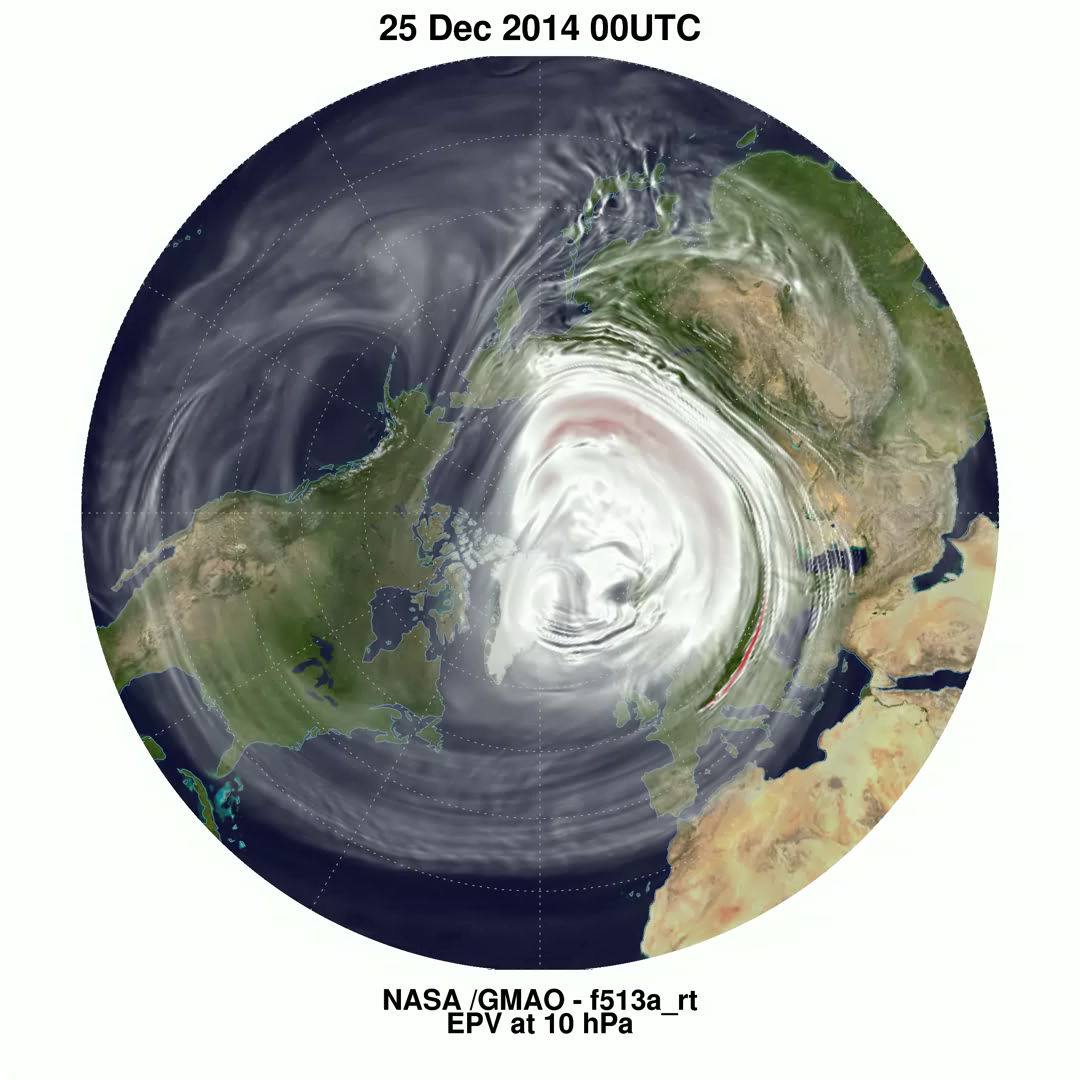 25 Dec 2014 00UTC
NASA /GMAO - f513a_rt
EPV at 10 hPa